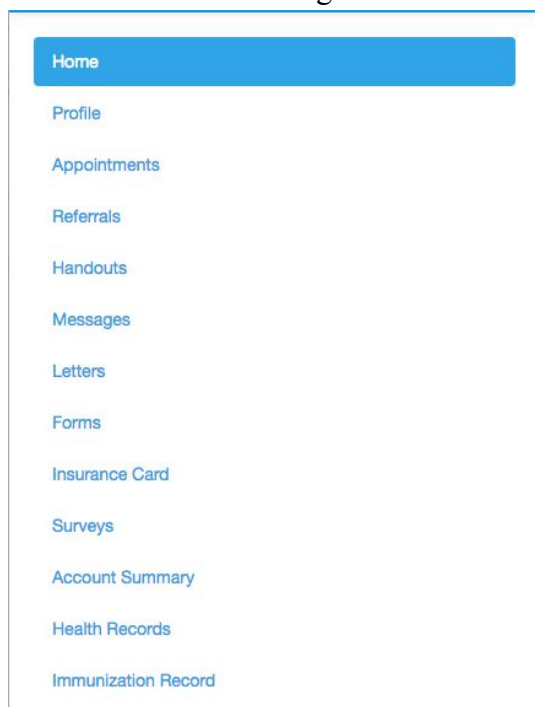 Home
Profile
Appointments
Referrals
Handouts
Messages
Letters
Forms
Insurance Card
Surveys
Account Summary
Health Records
Immunization Record